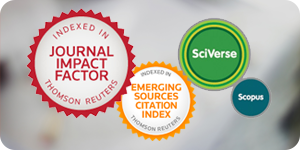 INDEXED IN
JOURNAL
IMPACT
FACTOR
THOMSON REUTERS
INDEXED IN
EMERGING
SOURCES
CITATION
INDEX
THOMSON REUTERS
SciVerse
Scopus